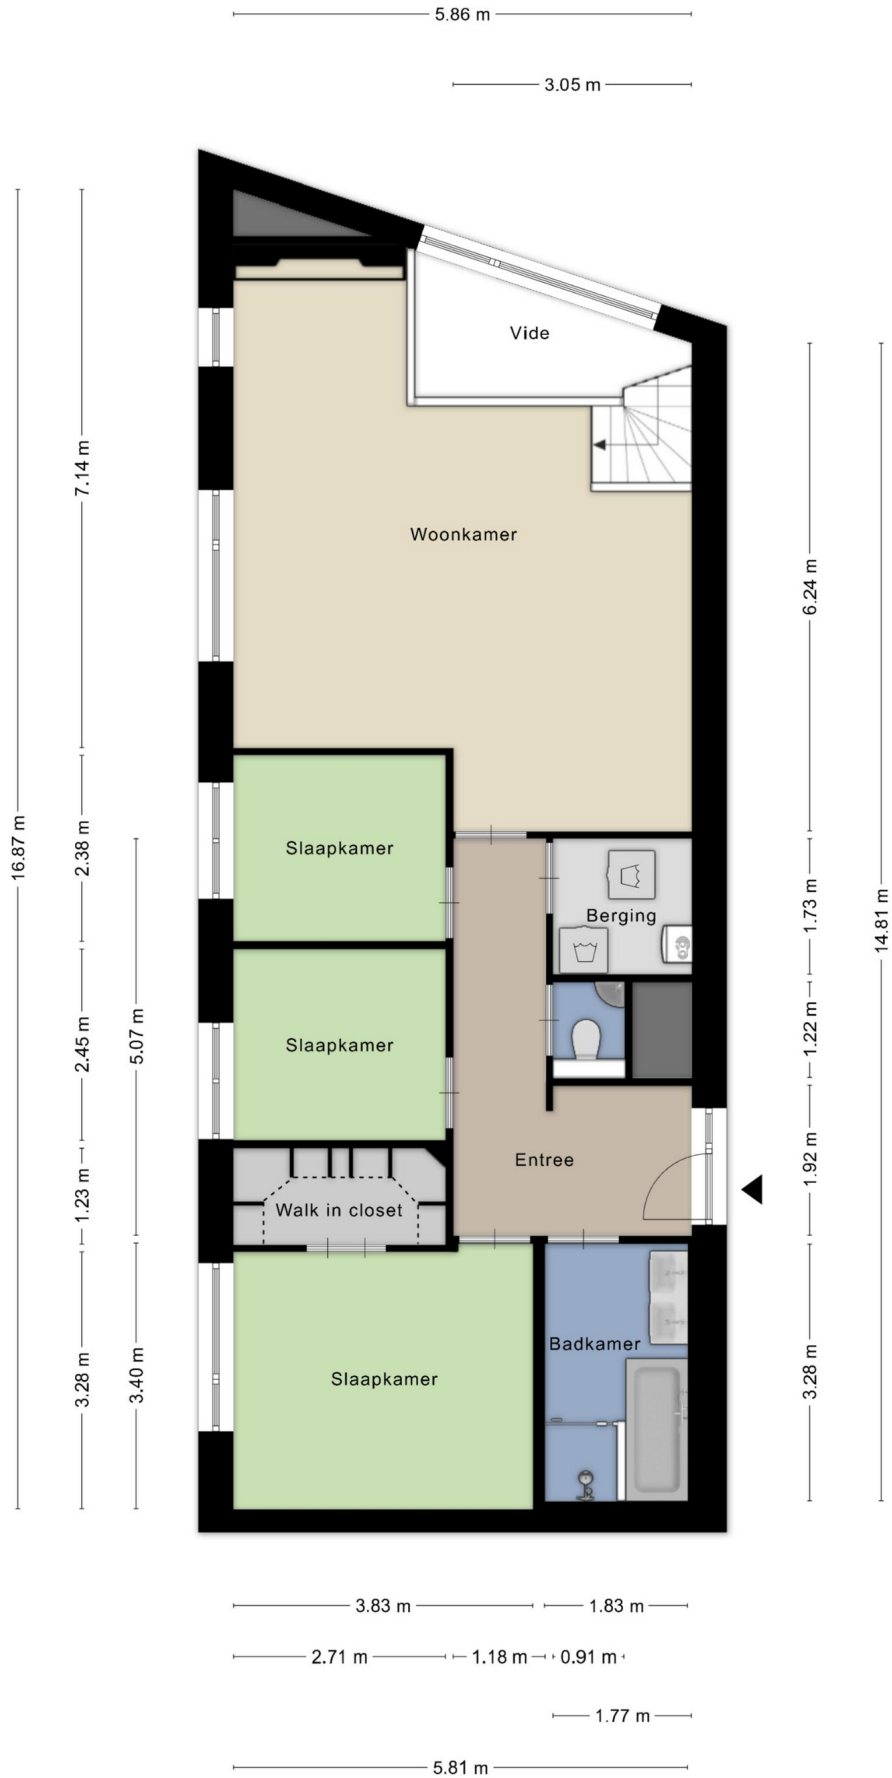 5.86 m
3.05 m
Vide
7.14 m
Woonkamer
6.24 m
16.87 m
2.38 m
Slaapkamer
1.73 m
Berging
14.81 m
2.45 m
5.07 m
Slaapkamer
1.22 m
1.23 m
Walk in closet
Entree
1.92 m
3.28 m
3.40 m
Slaapkamer
Badkamer
3.28 m
3.83 m
1.83 m
2.71 m
1.18 m
0.91 m
1.77 m
5.81 m